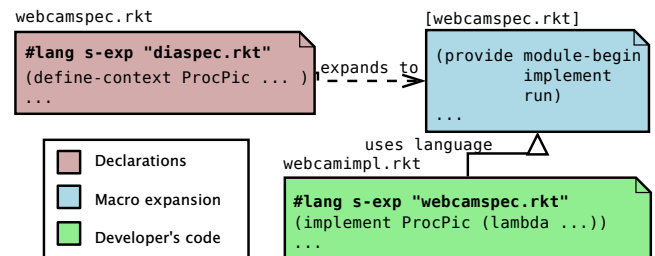 webcamspec.rkt
#lang s-exp "diaspec.rkt"
(define-context ProcPic ... )
...
expands to
[webcamspec.rkt]
(provide module-begin
implement
run)
...
uses language
webcamimpl.rkt
#lang s-exp "webcamspec.rkt"
(implement ProcPic (lambda ...))
...
Declarations
Macro expansion
Developer's code